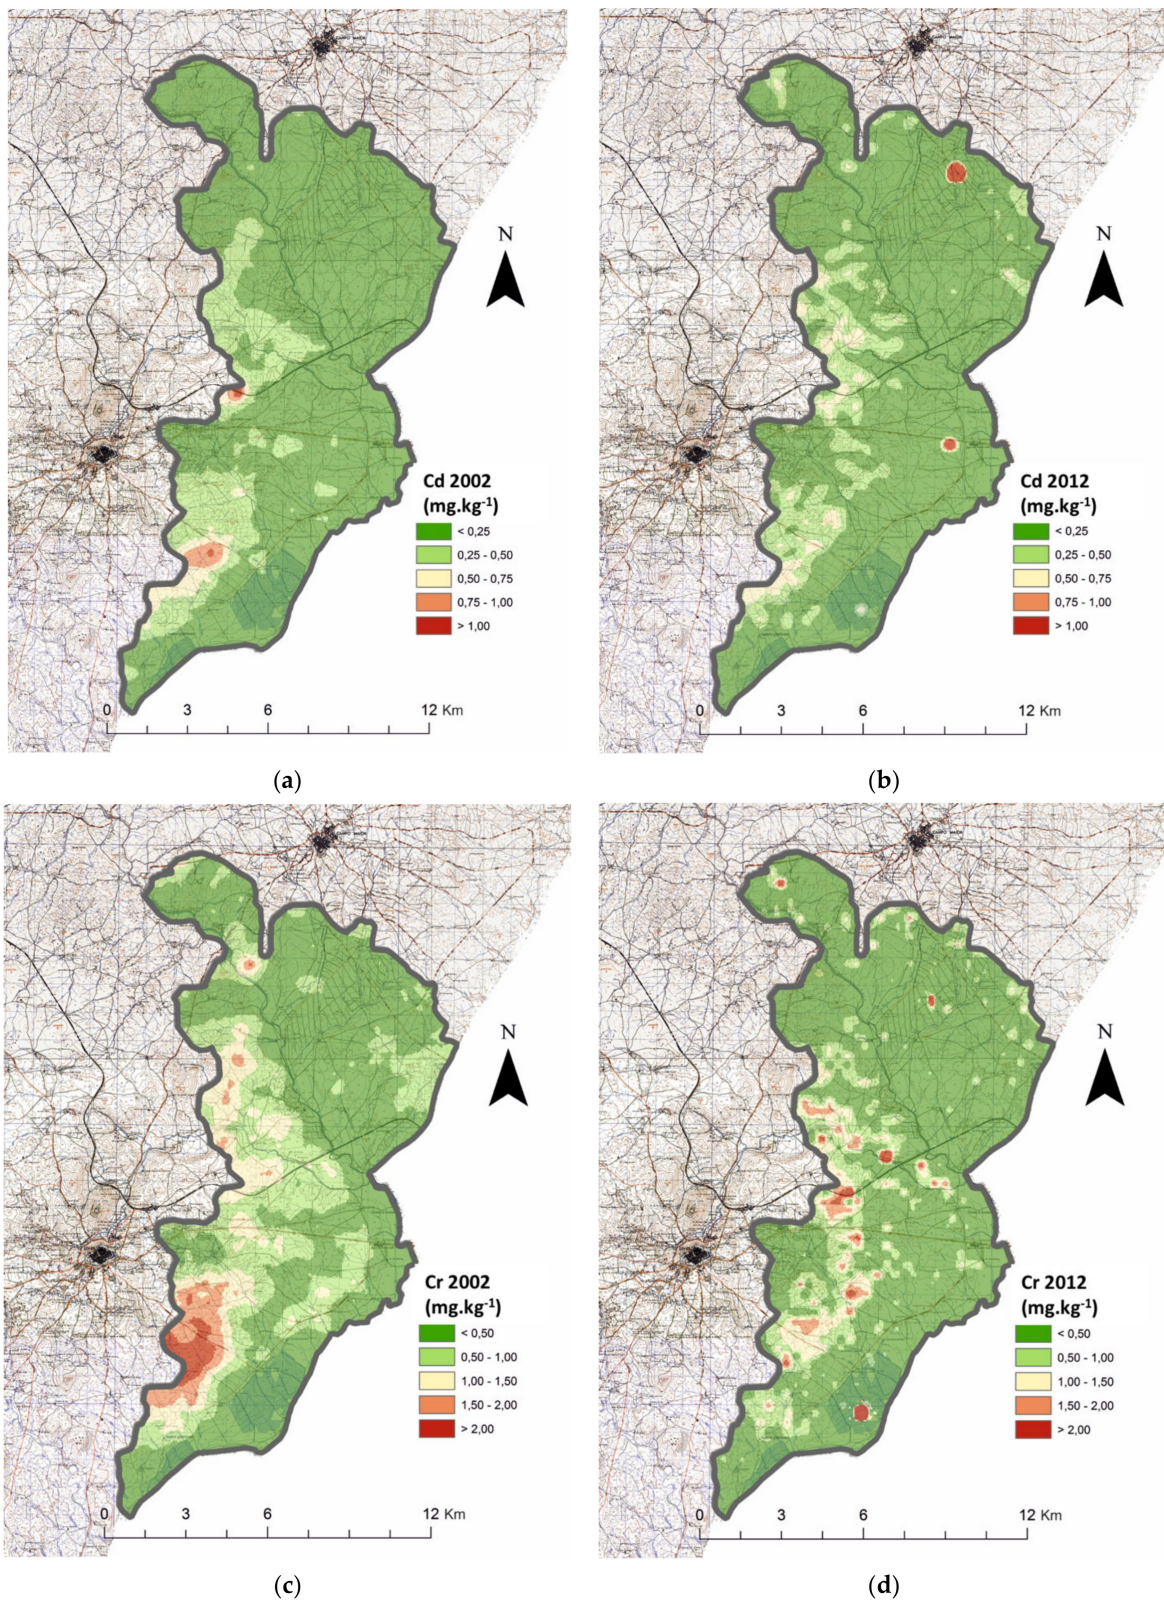 N
Cd 2002
(mg.kg-1)
< 0,25
0,25 - 0,50
0,50 - 0,75
0,75 - 1,00
> 1,00
0 3 6 12 Km
(a)
N
Cd 2012
(mg.kg-1)
< 0,25
0,25 - 0,50
0,50 - 0,75
0,75 - 1,00
> 1,00
0 3 6 12 Km
(b)
N
Cr 2002
(mg.kg-1)
< 0,50
0,50 - 1,00
1,00 - 1,50
1,50 - 2,00
> 2,00
0 3 6 12 Km
(c)
N
Cr 2012
(mg.kg-1)
< 0,50
0,50 - 1,00
1,00 - 1,50
1,50 - 2,00
> 2,00
0 3 6 12 Km
(d)